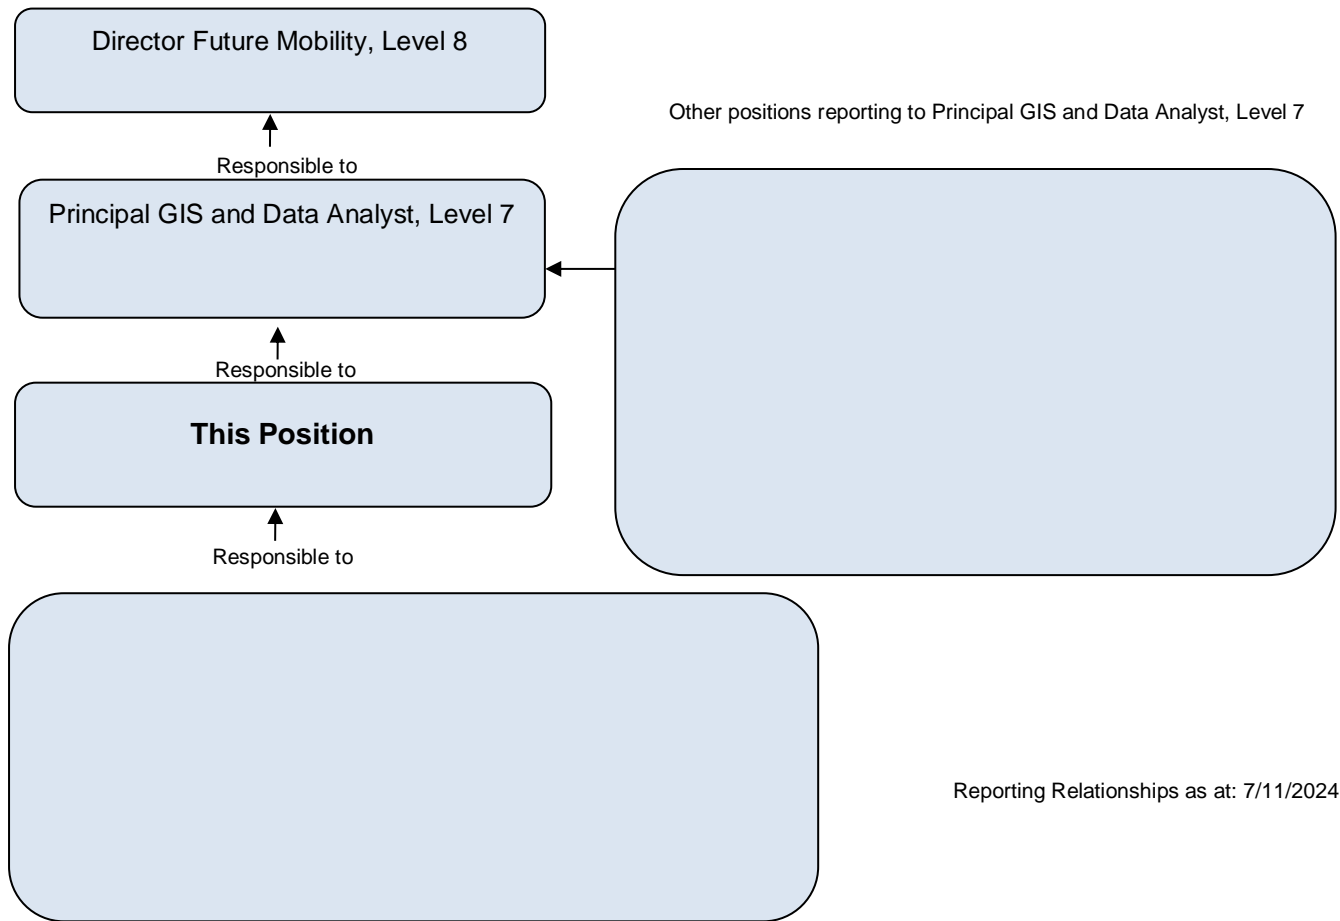 Director Future Mobility, Level 8
Other positions reporting to Principal GIS and Data Analyst, Level 7
Responsible to
Principal GIS and Data Analyst, Level 7
Responsible to
This Position
Responsible to
Reporting Relationships as at: 7/11/2024